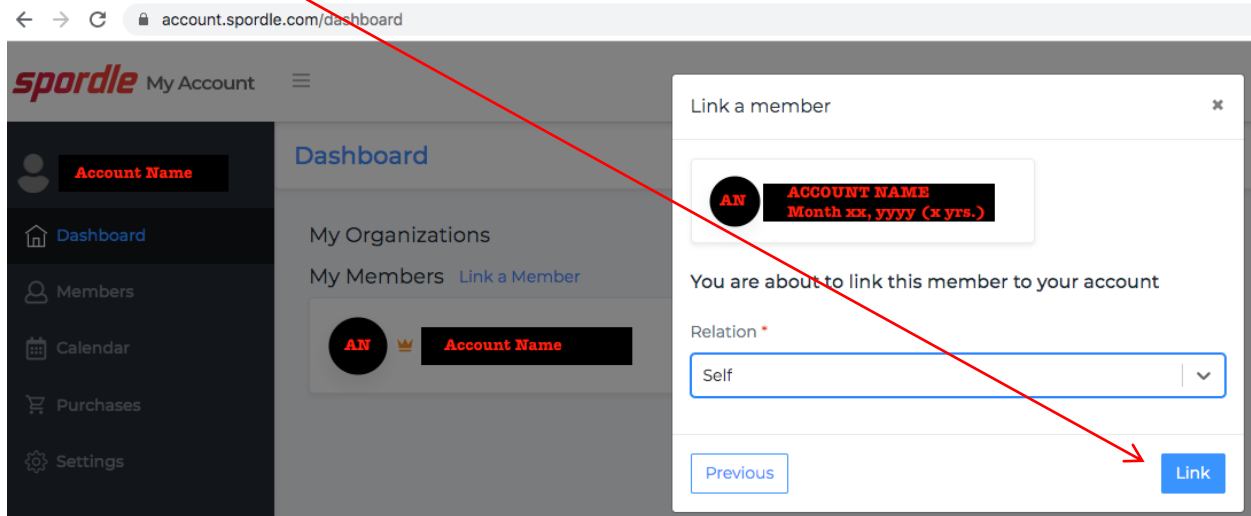 account.spordle.com/dashboard
spordle My Account
Account Name
Dashboard
Members
Calendar
Purchases
Settings
Dashboard
My Organizations
My Members Link a Member
AN Account Name
Link a member
AN ACCOUNT NAME
Month xx, yyyy (x yrs.)
You are about to link this member to your account
Relation *
Self
Previous Link